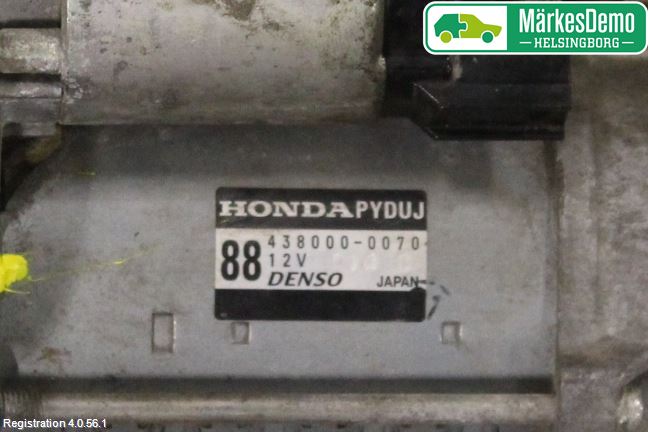 MärkesDemo
HELSINGBORG
HONDA PYDUJ
88 438000-0070
12V
DENSO JAPAN
Registration 4.0.56.1